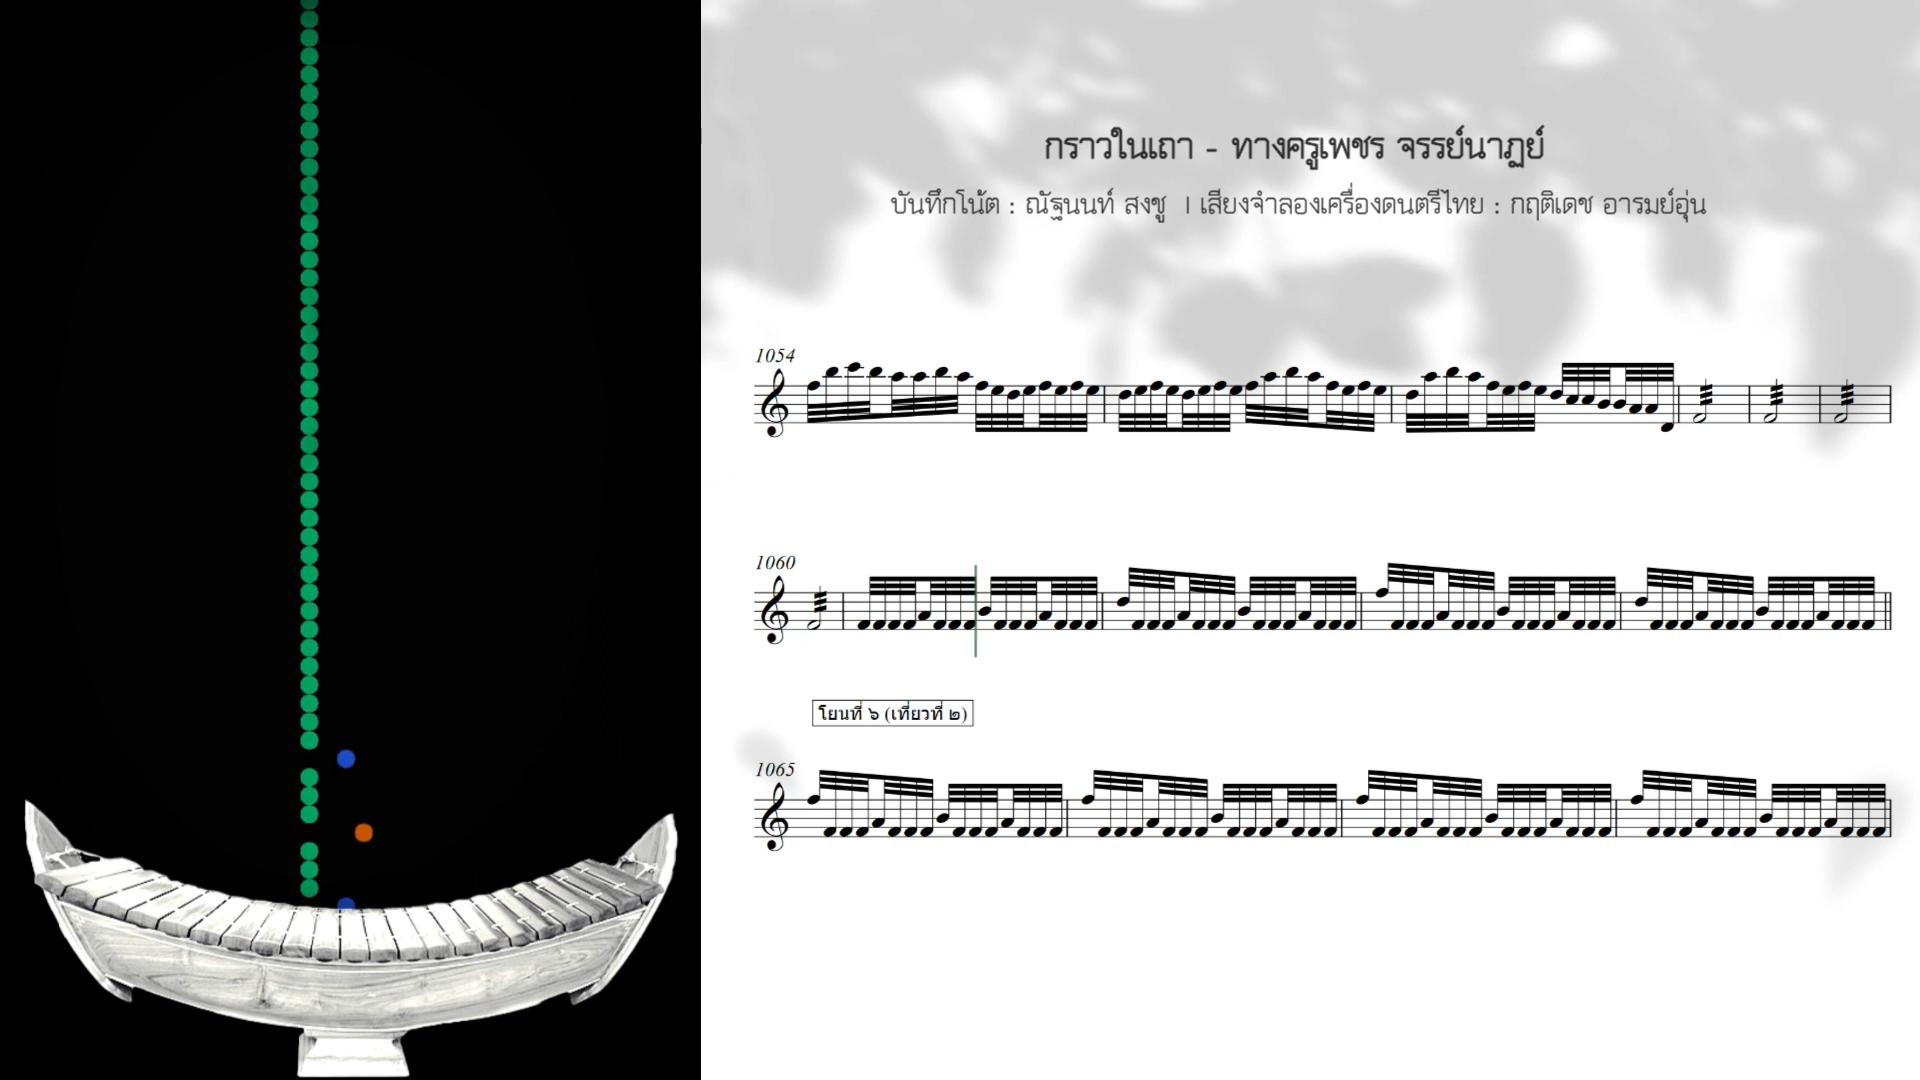 กราวในเถา - ทางครูเพชร จรรย์นาฏย์
บันทึกโน้ต : ณัฐนนท์ สงชู | เสียงจำลองเครื่องดนตรีไทย : กฤติเดช อารมย์อุ่น
1054
1060
โยนที่ ๖ (เที่ยวที่ ๒)
1065